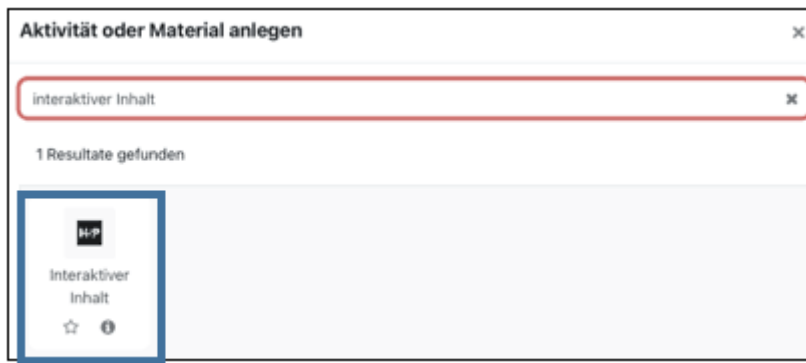 Aktivität oder Material anlegen
interaktiver Inhalt
1 Resultate gefunden
H-P
Interaktiver
Inhalt